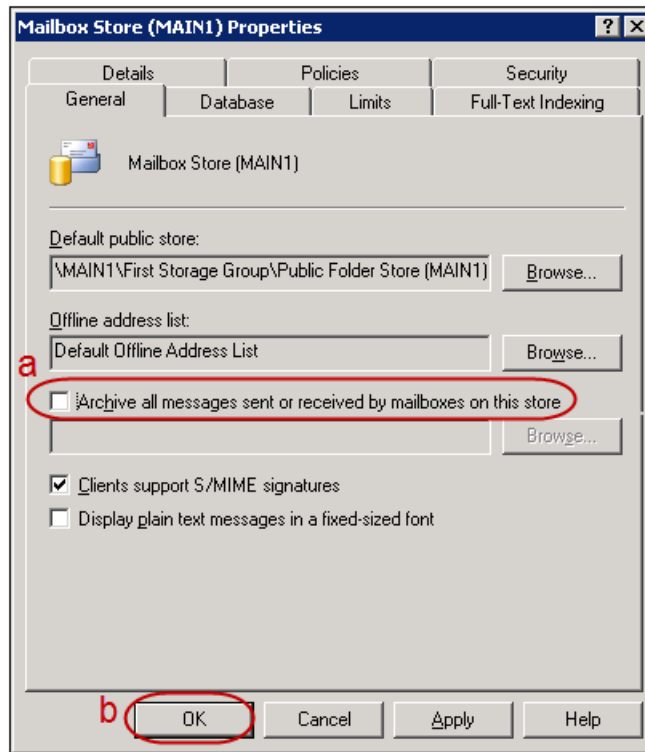 Mailbox Store (MAIN1) Properties
Details Policies Security
General Database Limits Full-Text Indexing
Mailbox Store (MAIN1)
Default public store:
\MAIN1\First Storage Group\Public Folder Store (MAIN1) Browse...
Offline address list:
Default Offline Address List Browse...
a
Archive all messages sent or received by mailboxes on this store
Browse...
Clients support S/MIME signatures
Display plain text messages in a fixed-sized font
b OK Cancel Apply Help